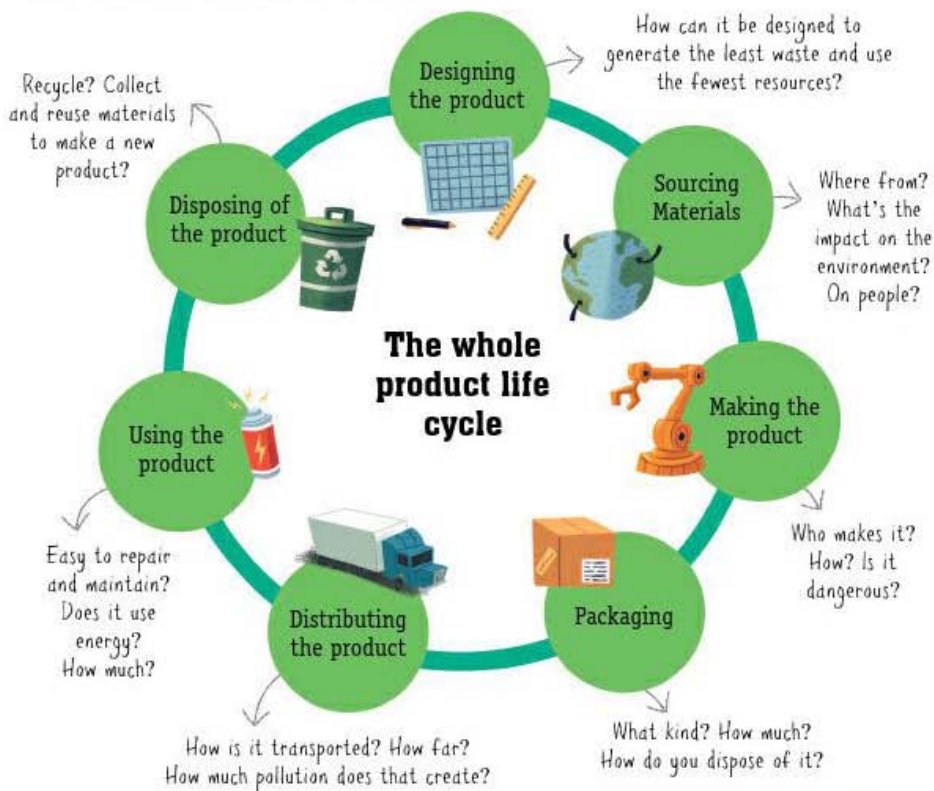 Designing
the product
How can it be designed to
generate the least waste and use
the fewest resources?
Sourcing
Materials
Where from?
What's the
impact on the
environment?
On people?
Making the
product
Who makes it?
How? Is it
dangerous?
Packaging
What kind? How much?
How do you dispose of it?
Distributing
the product
How is it transported? How far?
How much pollution does that create?
Using the
product
Easy to repair
and maintain?
Does it use
energy?
How much?
Disposing of
the product
Recycle? Collect
and reuse materials
to make a new
product?
The whole
product life
cycle